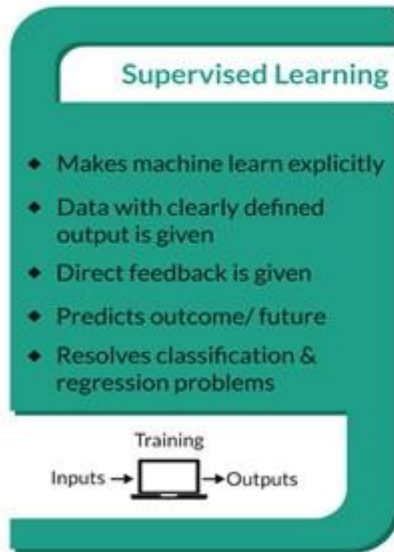 Supervised Learning
◆ Makes machine learn explicitly
◆ Data with clearly defined
output is given
◆ Direct feedback is given
◆ Predicts outcome/ future
◆ Resolves classification &
regression problems
Training
Inputs → → Outputs